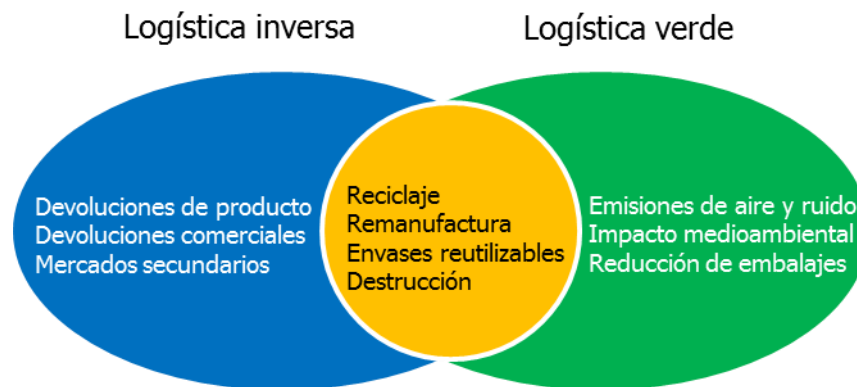 Logística inversa
Logística verde
Devoluciones de producto
Devoluciones comerciales
Mercados secundarios
Reciclaje
Remanufactura
Envases reutilizables
Destrucción
Emisiones de aire y ruido
Impacto medioambiental
Reducción de embalajes